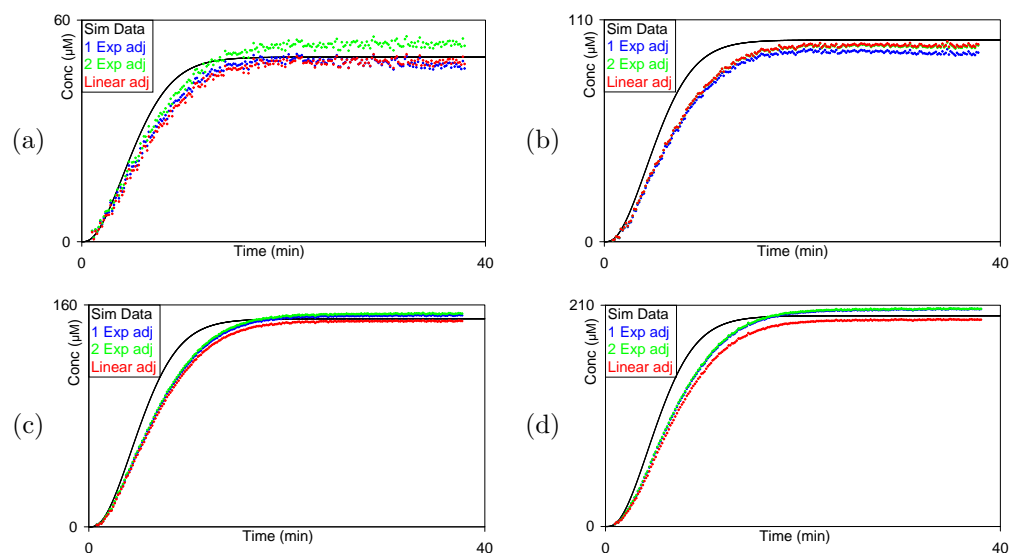 (a)
60
Conc (µM)
Sim Data
1 Exp adj
2 Exp adj
Linear adj
0
0
Time (min)
40
(b)
110
Conc (µM)
Sim Data
1 Exp adj
2 Exp adj
Linear adj
0
0
Time (min)
40
(c)
160
Conc (µM)
Sim Data
1 Exp adj
2 Exp adj
Linear adj
0
0
Time (min)
40
(d)
210
Conc (µM)
Sim Data
1 Exp adj
2 Exp adj
Linear adj
0
0
Time (min)
40